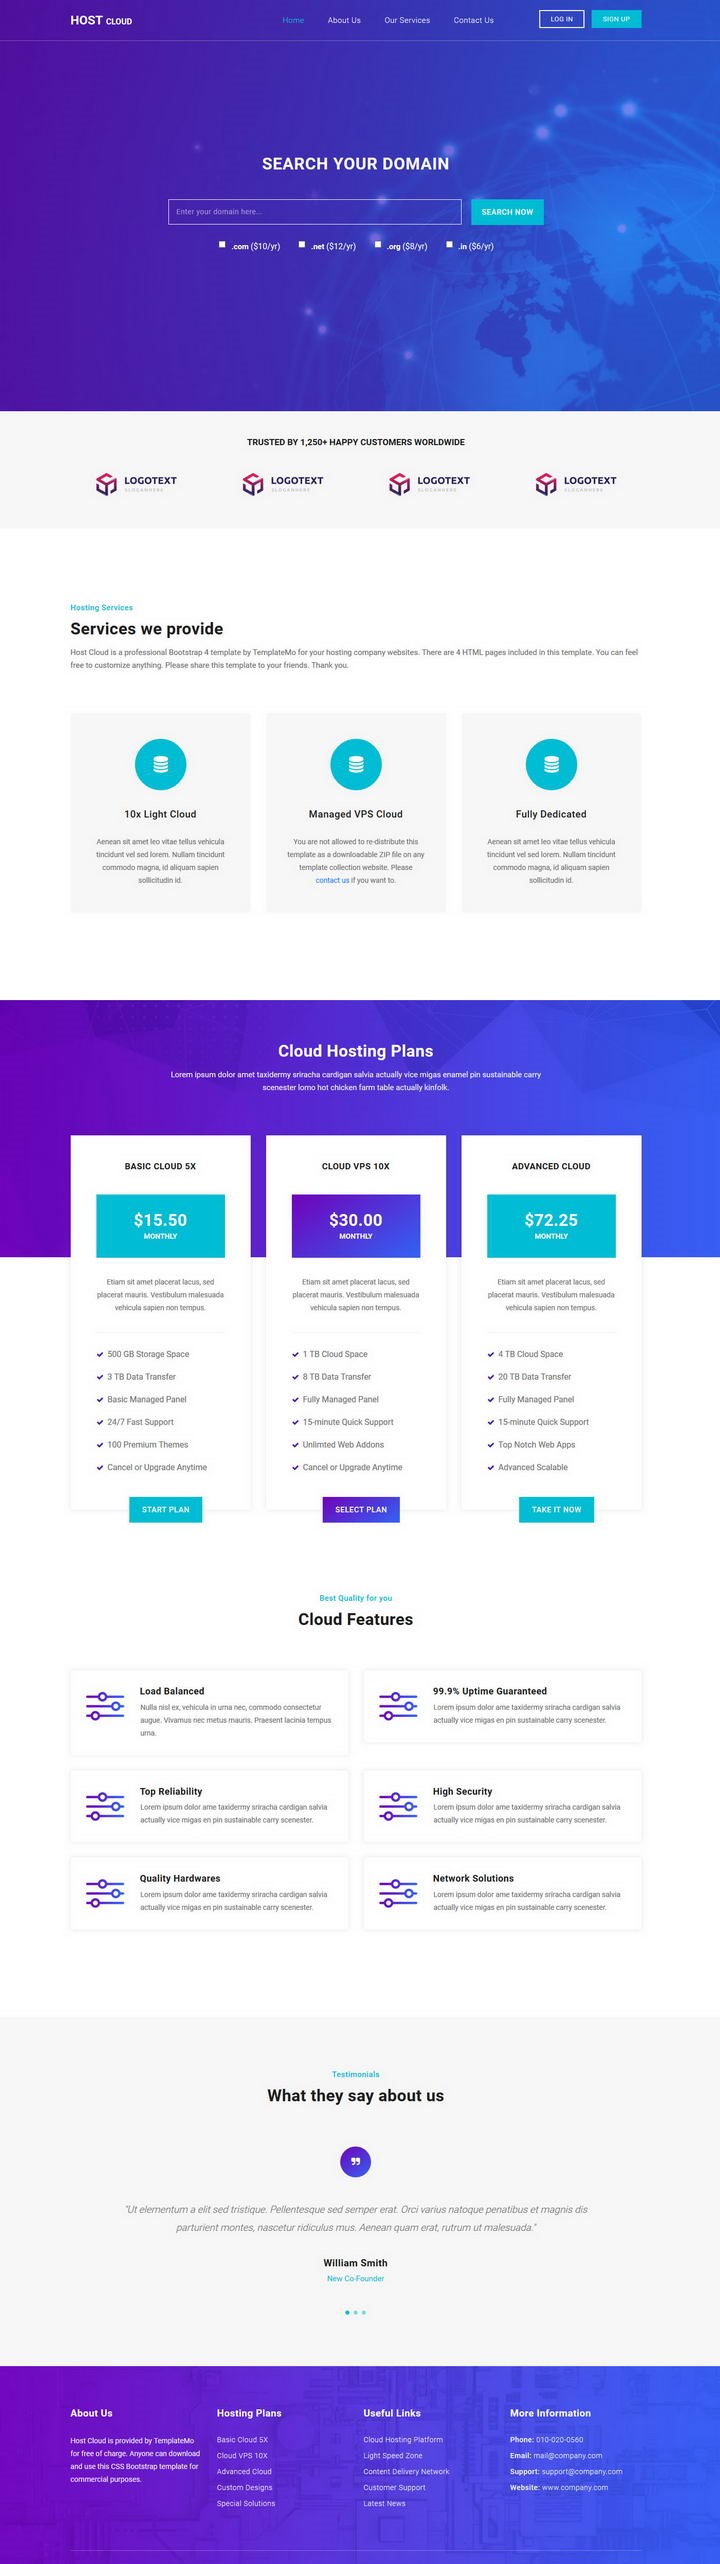 HOST CLOUD
Home
About Us
Our Services
Contact Us
LOG IN
SIGN UP
SEARCH YOUR DOMAIN
Enter your domain here...
SEARCH NOW
.com ($10/yr)
.net ($12/yr)
.org ($8/yr)
.in ($6/yr)
TRUSTED BY 1,250+ HAPPY CUSTOMERS WORLDWIDE
LOGOTEXT
SLOGANHERE
LOGOTEXT
SLOGANHERE
LOGOTEXT
SLOGANHERE
LOGOTEXT
SLOGANHERE
Hosting Services
Services we provide
Host Cloud is a professional Bootstrap 4 template by TemplateMo for your hosting company websites. There are 4 HTML pages included in this template. You can feel
free to customize anything. Please share this template to your friends. Thank you.
10x Light Cloud
Aenean sit amet leo vitae tellus vehicula
tincidunt vel sed lorem. Nullam tincidunt
commodo magna, id aliquam sapien
sollicitudin id.
Managed VPS Cloud
You are not allowed to re-distribute this
template as a downloadable ZIP file on any
template collection website. Please
contact us if you want to.
Fully Dedicated
Aenean sit amet leo vitae tellus vehicula
tincidunt vel sed lorem. Nullam tincidunt
commodo magna, id aliquam sapien
sollicitudin id.
Cloud Hosting Plans
Lorem ipsum dolor amet taxidermy sriracha cardigan salvia actually vice migas enamel pin sustainable carry
scenester lomo hot chicken farm table actually kinfolk.
BASIC CLOUD 5X
$15.50
MONTHLY
Etiam sit amet placerat lacus, sed
placerat mauris. Vestibulum malesuada
vehicula sapien non tempus.
500 GB Storage Space
3 TB Data Transfer
Basic Managed Panel
24/7 Fast Support
100 Premium Themes
Cancel or Upgrade Anytime
START PLAN
CLOUD VPS 10X
$30.00
MONTHLY
Etiam sit amet placerat lacus, sed
placerat mauris. Vestibulum malesuada
vehicula sapien non tempus.
1 TB Cloud Space
8 TB Data Transfer
Fully Managed Panel
15-minute Quick Support
Unlimted Web Addons
Cancel or Upgrade Anytime
SELECT PLAN
ADVANCED CLOUD
$72.25
MONTHLY
Etiam sit amet placerat lacus, sed
placerat mauris. Vestibulum malesuada
vehicula sapien non tempus.
4 TB Cloud Space
20 TB Data Transfer
Fully Managed Panel
15-minute Quick Support
Top Notch Web Apps
Advanced Scalable
TAKE IT NOW
Best Quality for you
Cloud Features
Load Balanced
Nulla nisl ex, vehicula in urna nec, commodo consectetur
augue. Vivamus nec metus mauris. Praesent lacinia tempus
urna.
99.9% Uptime Guaranteed
Lorem ipsum dolor ame taxidermy sriracha cardigan salvia
actually vice migas en pin sustainable carry scenester.
Top Reliability
Lorem ipsum dolor ame taxidermy sriracha cardigan salvia
actually vice migas en pin sustainable carry scenester.
High Security
Lorem ipsum dolor ame taxidermy sriracha cardigan salvia
actually vice migas en pin sustainable carry scenester.
Quality Hardwares
Lorem ipsum dolor ame taxidermy sriracha cardigan salvia
actually vice migas en pin sustainable carry scenester.
Network Solutions
Lorem ipsum dolor ame taxidermy sriracha cardigan salvia
actually vice migas en pin sustainable carry scenester.
Testimonials
What they say about us
"Ut elementum a elit sed tristique. Pellentesque sed semper erat. Orci varius natoque penatibus et magnis dis
parturient montes, nascetur ridiculus mus. Aenean quam erat, rutrum ut malesuada."
William Smith
New Co-Founder
About Us
Host Cloud is provided by TemplateMo
for free of charge. Anyone can download
and use this CSS Bootstrap template for
commercial purposes.
Hosting Plans
Basic Cloud 5X
Cloud VPS 10X
Advanced Cloud
Custom Designs
Special Solutions
Useful Links
Cloud Hosting Platform
Light Speed Zone
Content Delivery Network
Customer Support
Latest News
More Information
Phone: 010-020-0560
Email: mail@company.com
Support: support@company.com
Website: www.company.com